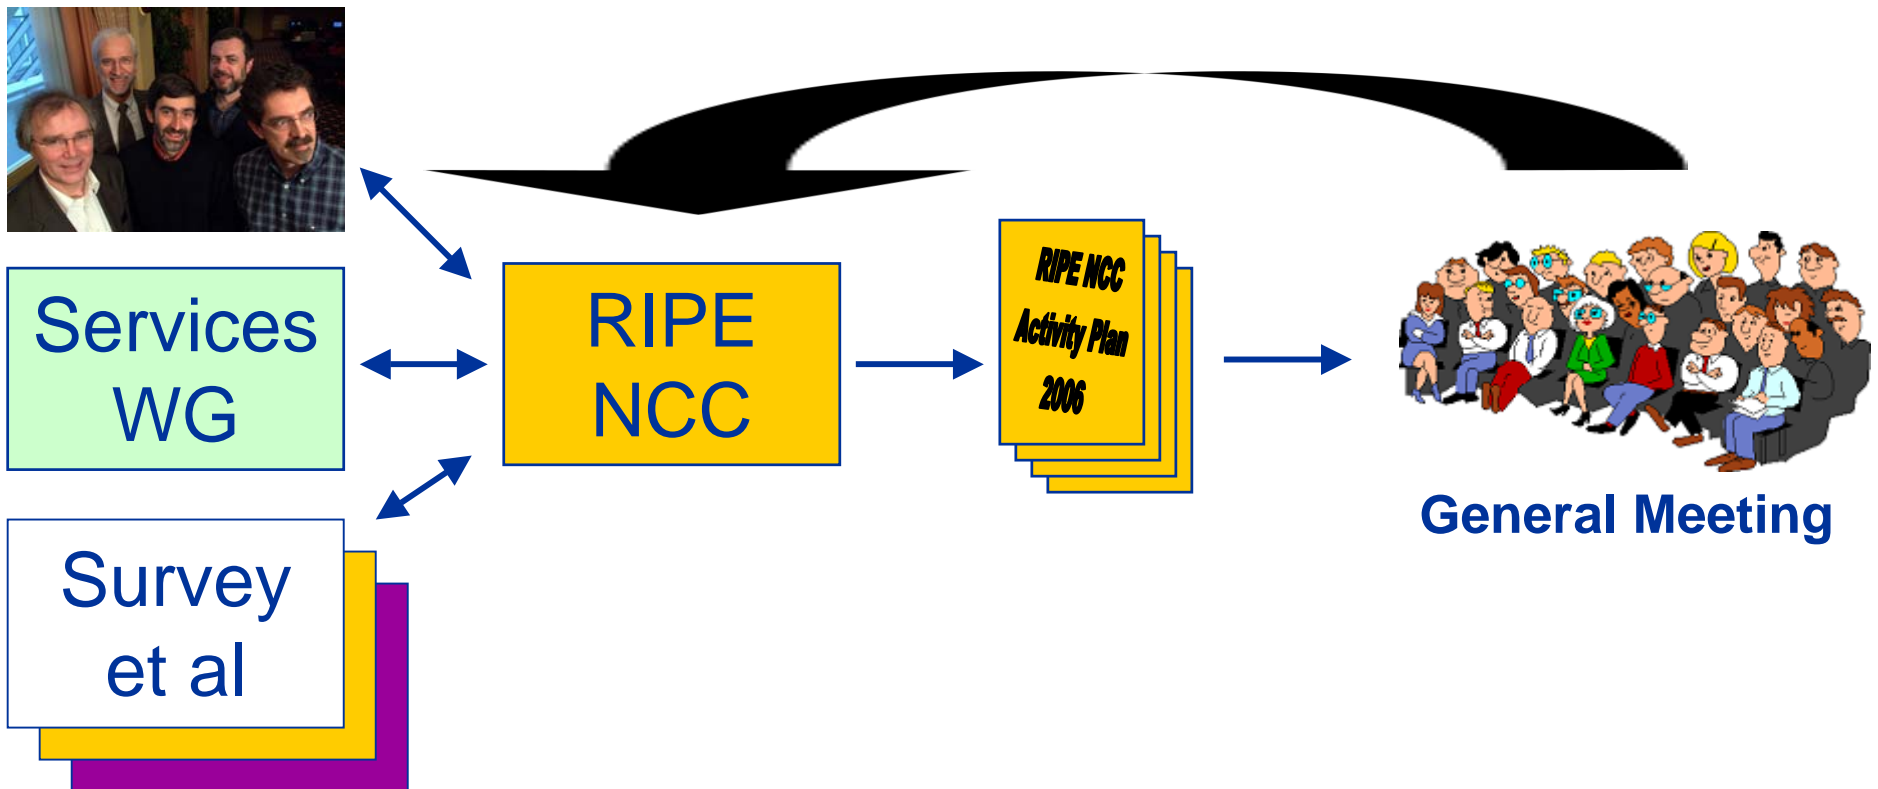 Services
WG
RIPE
NCC
RIPE NCC
Activity Plan
2006
General Meeting
Survey
et al